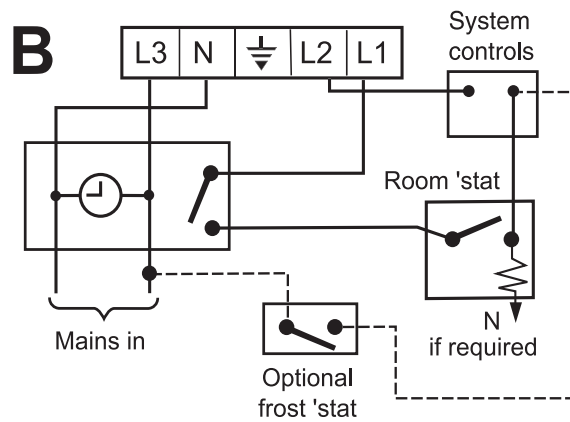 B
L3 N L2 L1
System
controls
Room 'stat
N
if required
Mains in
Optional
frost 'stat